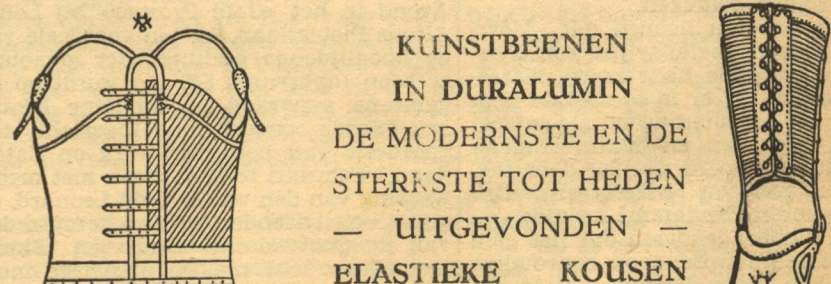 KUNSTBEENEN
IN DURALUMIN
DE MODERNSTE EN DE
STERKSTE TOT HEDEN
— UITGEVONDEN —
ELASTIEKE KOUSEN